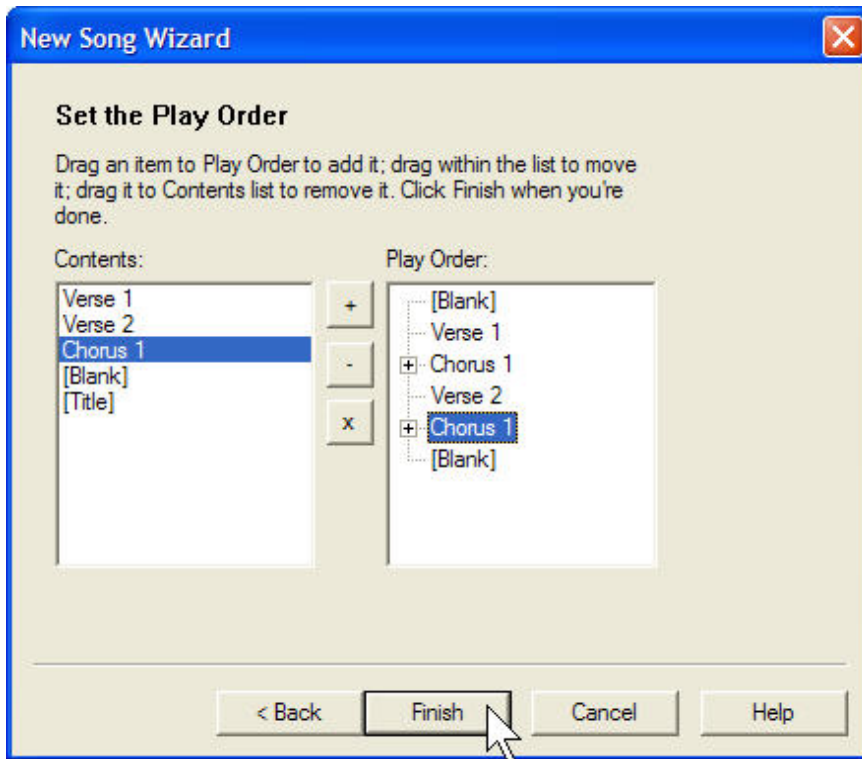 New Song Wizard
Set the Play Order
Drag an item to Play Order to add it; drag within the list to move
it; drag it to Contents list to remove it. Click Finish when you're
done.
Contents:
Verse 1
Verse 2
Chorus 1
[Blank]
[Title]
+
-
x
Play Order:
[Blank]
Verse 1
Chorus 1
Verse 2
Chorus 1
[Blank]
< Back
Finish
Cancel
Help